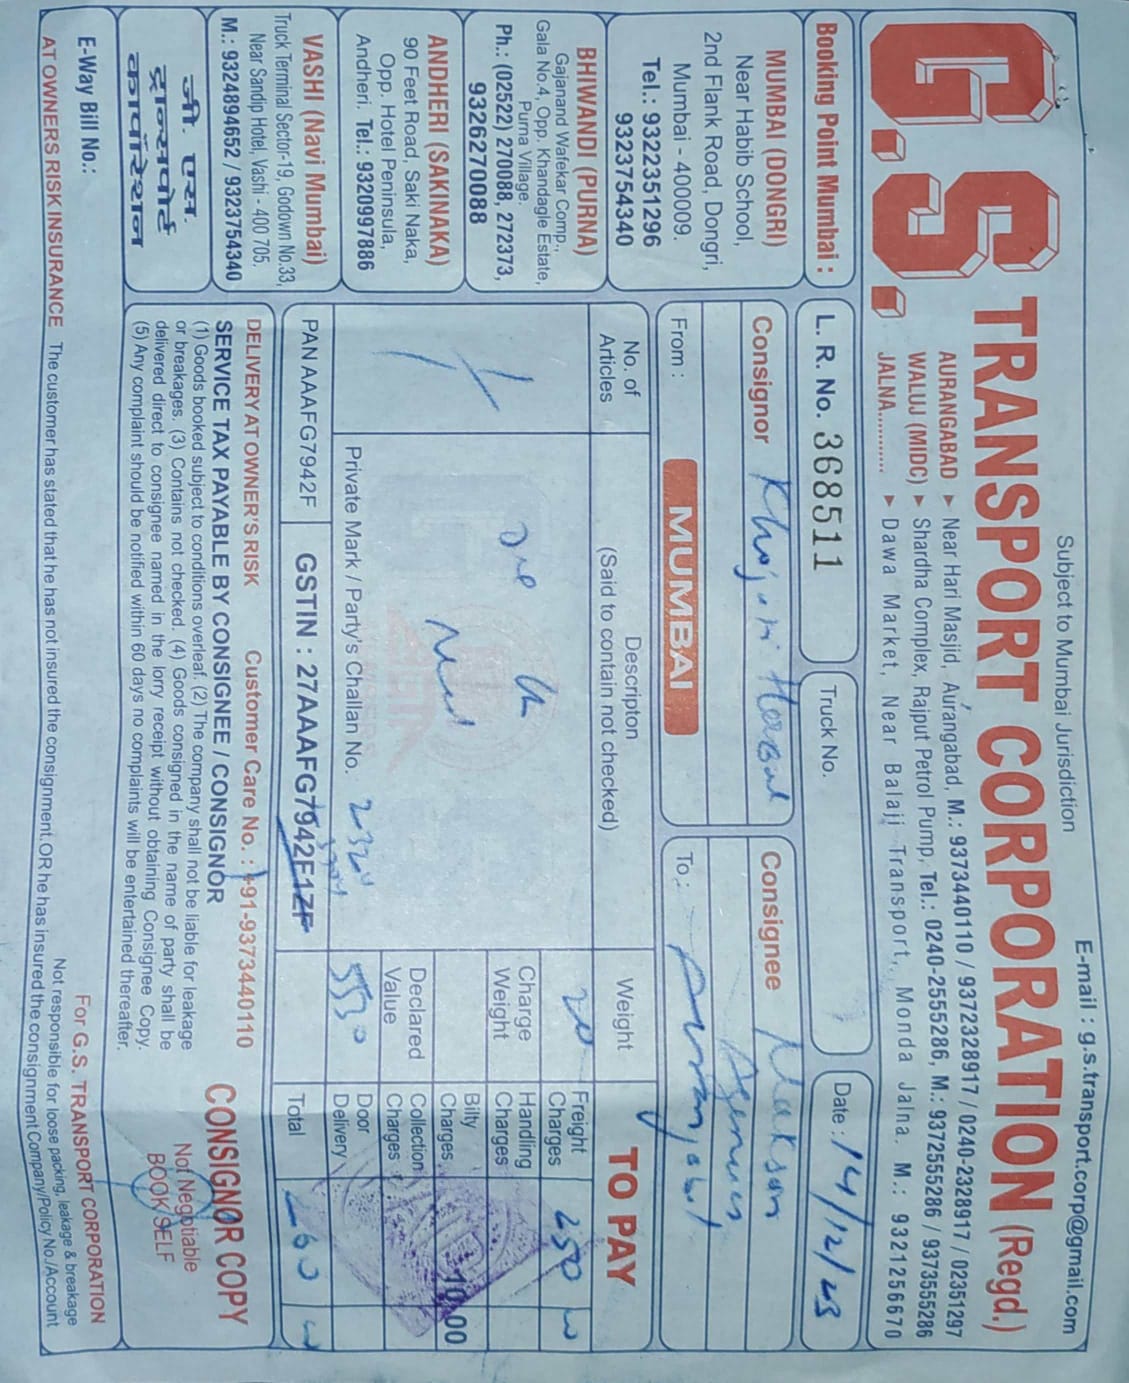 Subject to Mumbai Jurisdiction
E-mail : g.s.transport.corp@gmail.com
G.S. TRANSPORT CORPORATION (Regd.)
AURANGABAD ▸ Near Hari Masjid, Aurangabad, M.: 9373440110 / 9372328917 / 0240-2328917 / 02351297
WALUJ (MIDC) ▸ Shardha Complex, Rajput Petrol Pump, Tel.: 0240-2555286, M.: 9372555286 / 9373555286
JALNA........... ▸ Dawa Market, Near Balaji Transport, Monda Jalna. M.: 9321256670
Booking Point Mumbai :
MUMBAI (DONGRI)
Near Habib School,
2nd Flank Road, Dongri,
Mumbai - 400009.
Tel.: 9322351296
9323754340
BHIWANDI (PURNA)
Gajanand Wafekar Comp.,
Gala No.4, Opp. Khandagle Estate,
Purna Village.
Ph.: (02522) 270088, 272373,
9326270088
ANDHERI (SAKINAKA)
90 Feet Road, Saki Naka,
Opp. Hotel Peninsula,
Andheri. Tel.: 9320997886
VASHI (Navi Mumbai)
Truck Terminal Sector-19, Godown No.33,
Near Sandip Hotel, Vashi - 400 705.
M.: 9324894652 / 9323754340
जी. एस.
ट्रान्सपोर्ट
कार्पोरेशन
L. R. No. 368511
Truck No.
Date : 14/12/23
Consignor
Consignee
Agencies
From : MUMBAI
To : Aurangabad
No. of
Articles
Descripton
(Said to contain not checked)
Weight
TO PAY
1
One
20
Freight
Charges
250
Charge
Weight
Handling
Charges
Bilty
Charges
10.00
Declared
Value
Collection
Charges
Private Mark / Party's Challan No.
5530
Door
Delivery
PAN AAAFG7942F
GSTIN : 27AAAFG7942F1ZF
Total
260
DELIVERY AT OWNER'S RISK
Customer Care No. : +91-9373440110
SERVICE TAX PAYABLE BY CONSIGNEE / CONSIGNOR
(1) Goods booked subject to conditions overleaf. (2) The company shall not be liable for leakage
or breakages. (3) Contains not checked. (4) Goods consigned in the name of party shall be
delivered direct to consignee named in the lorry receipt without obtaining Consignee Copy.
(5) Any complaint should be notified within 60 days no complaints will be entertained thereafter.
CONSIGNOR COPY
Not Negotiable
BOOK SELF
E-Way Bill No.:
For G.S. TRANSPORT CORPORATION
Not responsible for loose packing, leakage & breakage
AT OWNERS RISK INSURANCE The customer has stated that he has not insured the consignment, OR he has insured the consignment Company/Policy No./Account